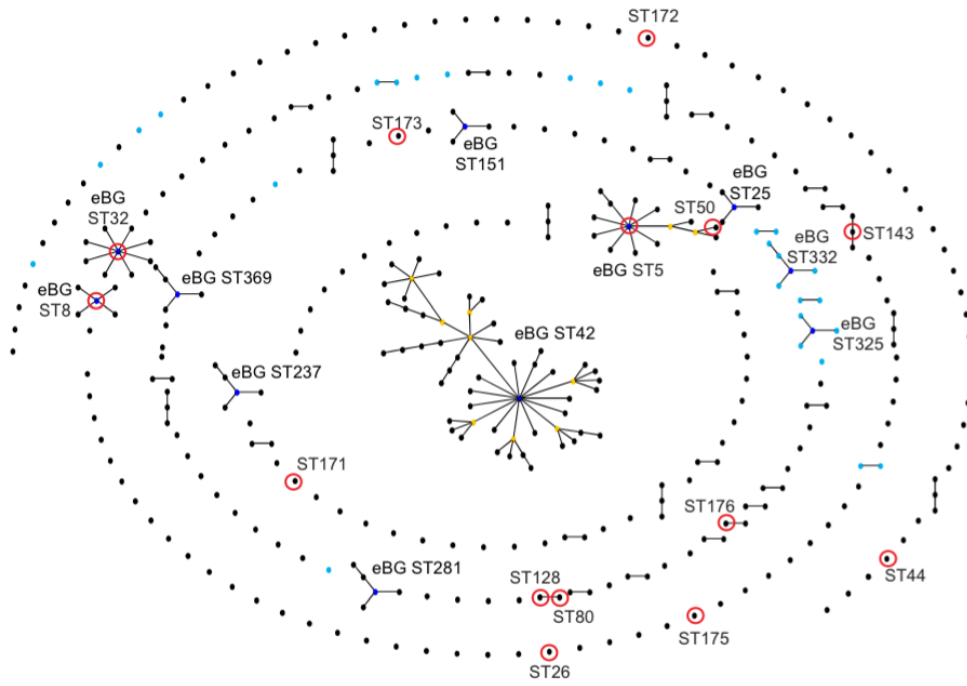 ST172
ST173
eBG
ST151
eBG
ST25
eBG
ST32
ST50
eBG
ST332
ST143
eBG ST5
eBG ST369
eBG
ST8
eBG ST42
eBG
ST325
eBG ST237
ST171
ST176
eBG ST281
ST128
ST80
ST44
ST175
ST26